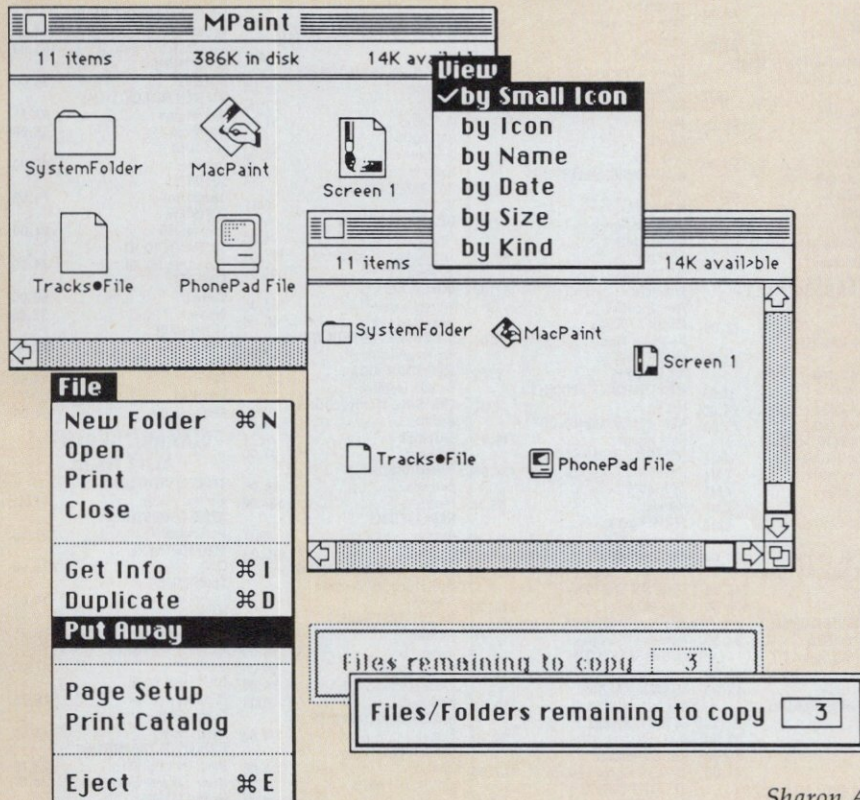 MPaint
11 items 386K in disk 14K available
SystemFolder MacPaint Screen 1
Tracks●File PhonePad File
View
✓by Small Icon
by Icon
by Name
by Date
by Size
by Kind
11 items 14K avail>ble
SystemFolder MacPaint
Screen 1
Tracks●File PhonePad File
File
New Folder ⌘N
Open
Print
Close
Get Info ⌘I
Duplicate ⌘D
Put Away
Page Setup
Print Catalog
Eject ⌘E
Files remaining to copy 3
Files/Folders remaining to copy 3
Sharon